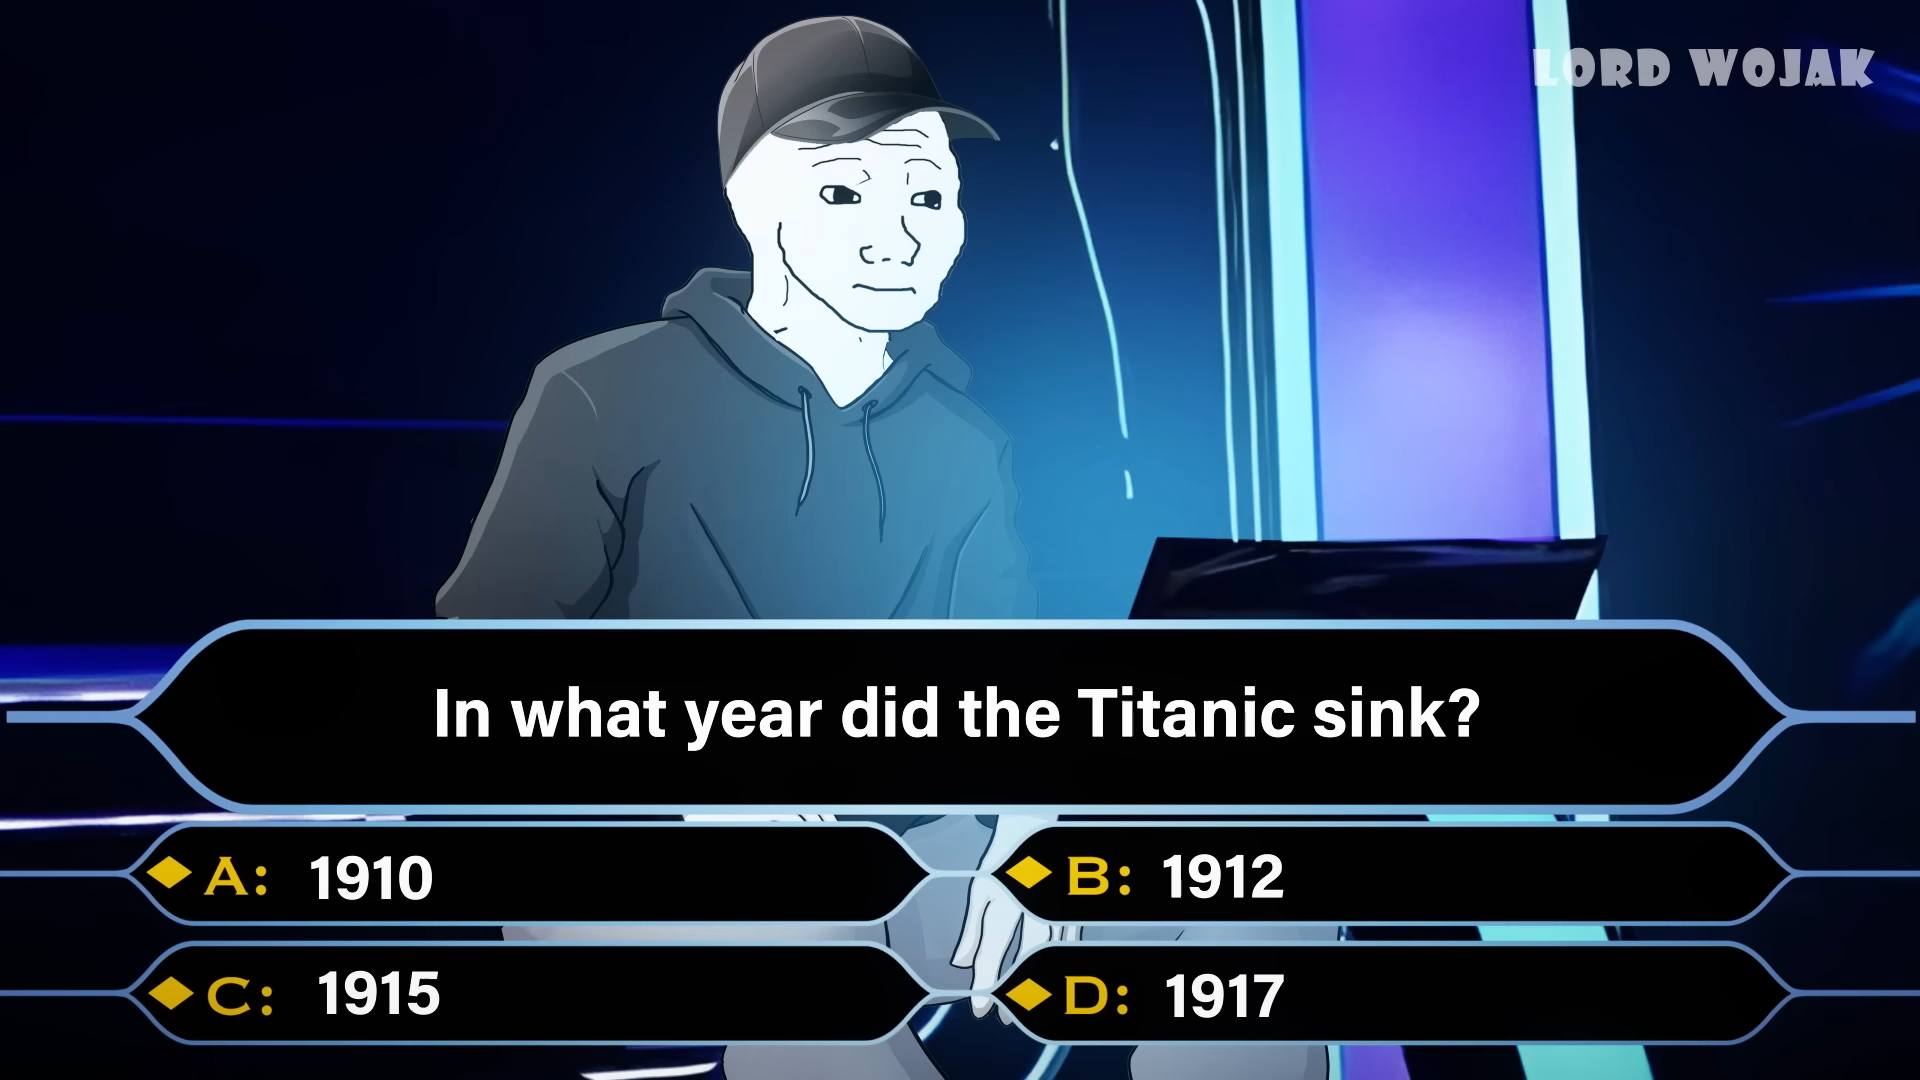 LORD WOJAK
In what year did the Titanic sink?
A: 1910
B: 1912
C: 1915
D: 1917